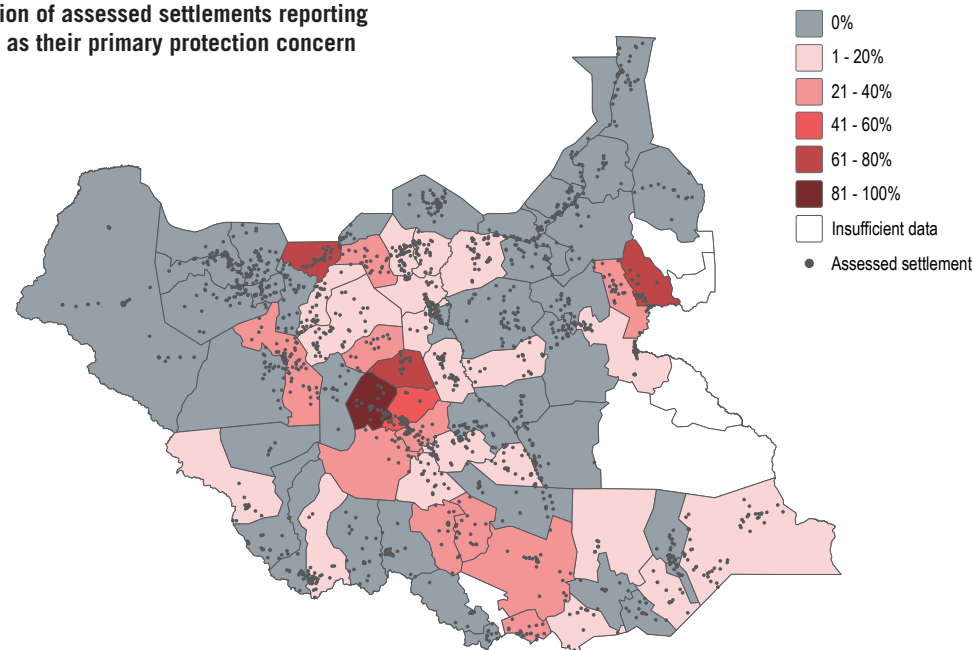 of assessed settlements reporting
as their primary protection concern
0%
1 - 20%
21 - 40%
41 - 60%
61 - 80%
81 - 100%
Insufficient data
Assessed settlement